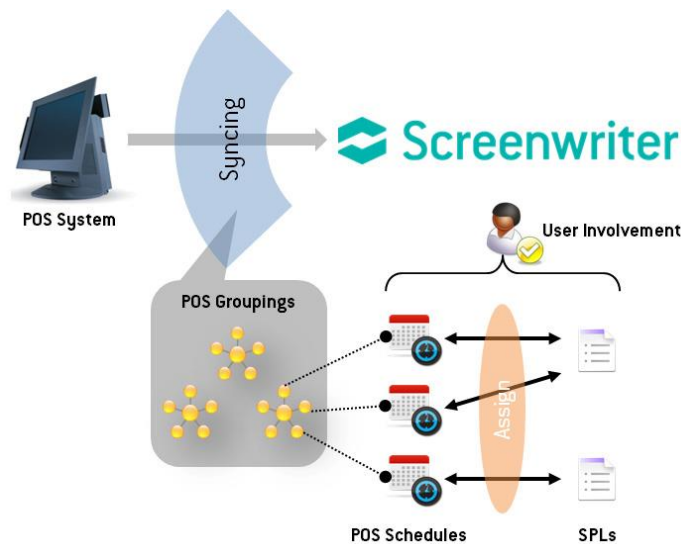 Syncing
Screenwriter
POS System
User Involvement
POS Groupings
Assign
POS Schedules
SPLs